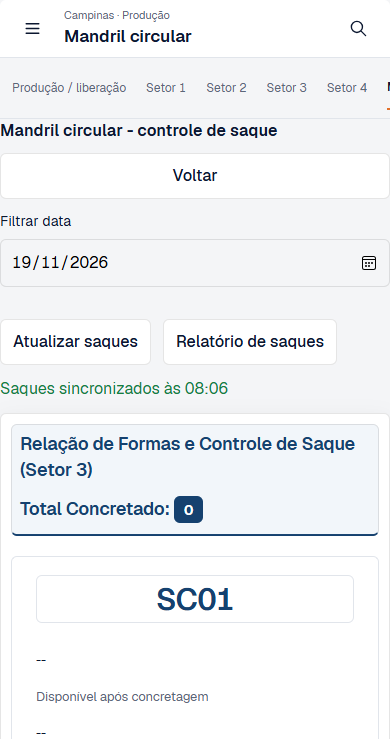 Campinas · Produção
Mandril circular
Produção / liberação Setor 1 Setor 2 Setor 3 Setor 4
Mandril circular - controle de saque
Voltar
Filtrar data
19/11/2026
Atualizar saques Relatório de saques
Saques sincronizados às 08:06
Relação de Formas e Controle de Saque
(Setor 3)
Total Concretado: 0
SC01
--
Disponível após concretagem
--